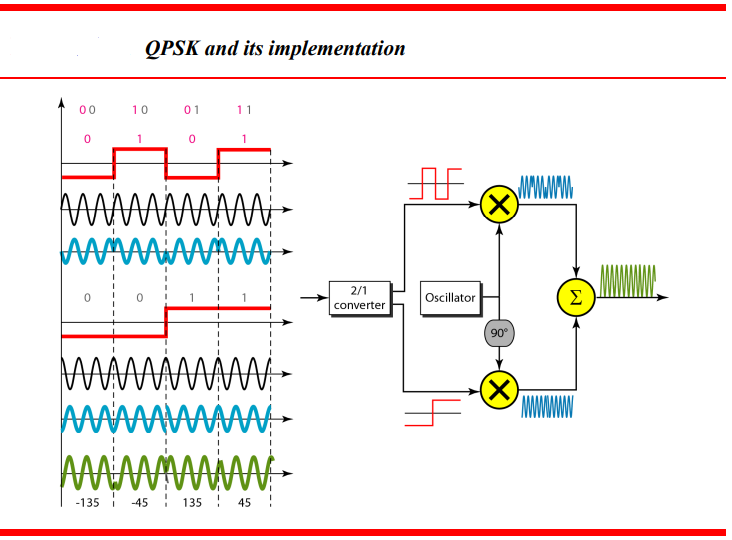 QPSK and its implementation
00 10 01 11
0 1 0 1
0 0 1 1
-135 -45 135 45
2/1
converter
Oscillator
90°
Σ